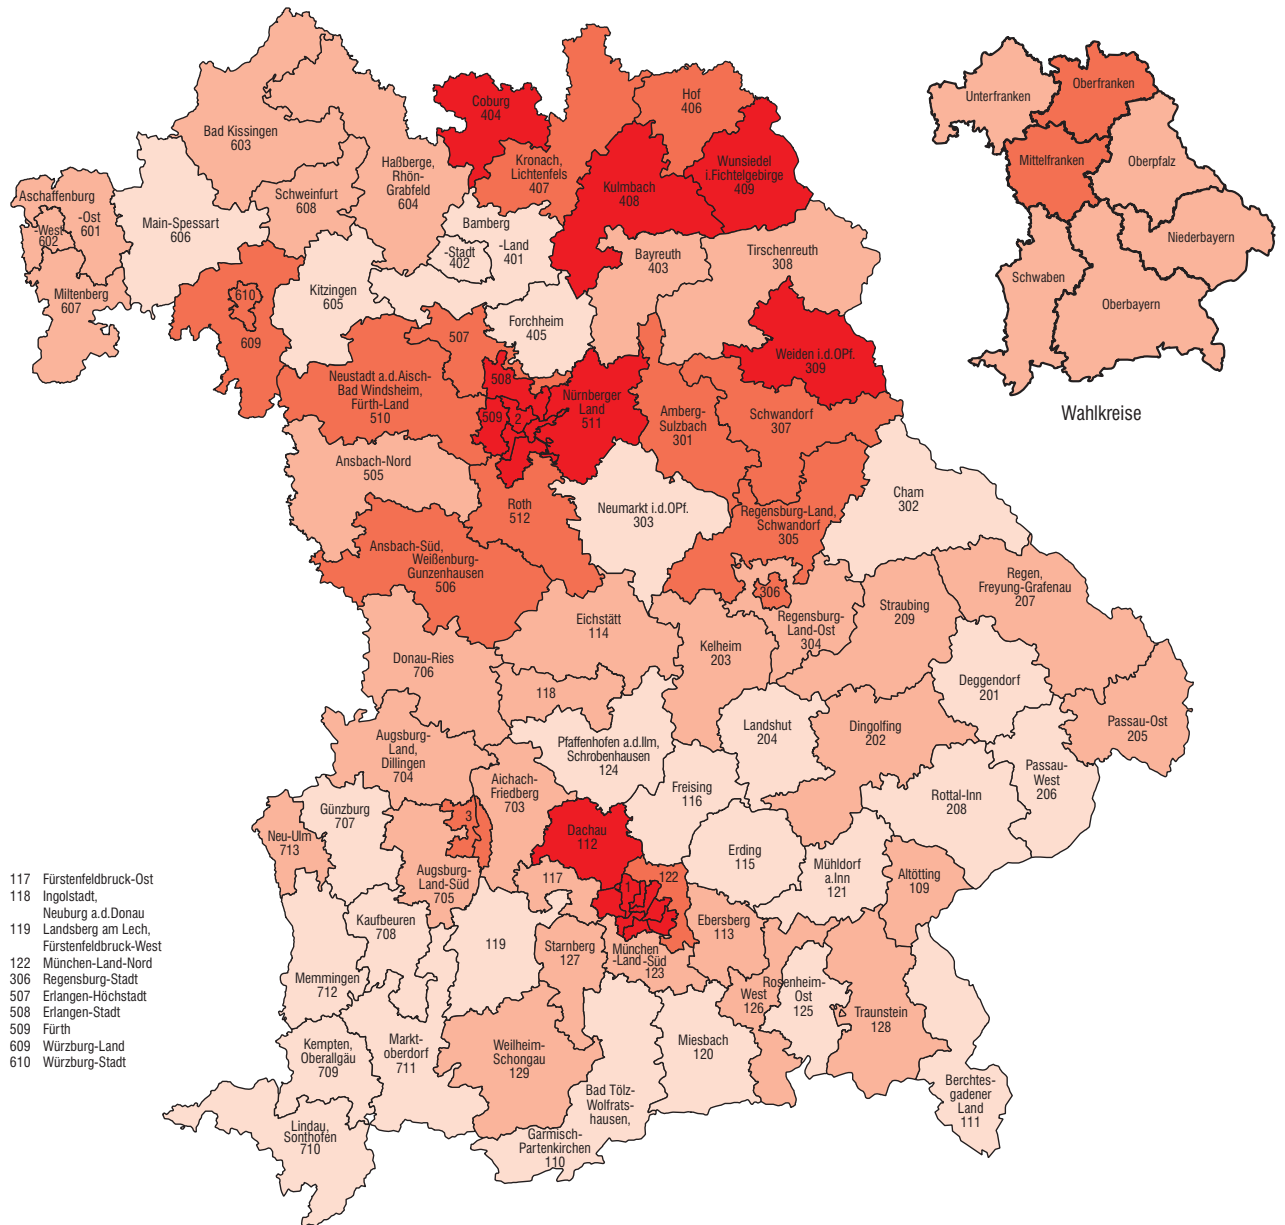 Coburg
404
Hof
406
Bad Kissingen
603
Haßberge,
Rhön-
Grabfeld
604
Kronach,
Lichtenfels
407
Wunsiedel
i.Fichtelgebirge
409
Kulmbach
408
Aschaffenburg
-Ost
601
-West
602
Schweinfurt
608
Main-Spessart
606
Bamberg
-Stadt
402
-Land
401
Bayreuth
403
Tirschenreuth
308
Miltenberg
607
610
609
Kitzingen
605
Forchheim
405
507
Weiden i.d.OPf.
309
Neustadt a.d.Aisch-
Bad Windsheim,
Fürth-Land
510
508
509
2
Nürnberger
Land
511
Amberg-
Sulzbach
301
Schwandorf
307
Ansbach-Nord
505
Roth
512
Neumarkt i.d.OPf.
303
Regensburg-Land,
Schwandorf
305
Cham
302
Ansbach-Süd,
Weißenburg-
Gunzenhausen
506
306
Regensburg-
Land-Ost
304
Straubing
209
Regen,
Freyung-Grafenau
207
Eichstätt
114
Kelheim
203
Donau-Ries
706
118
Deggendorf
201
Passau-Ost
205
Landshut
204
Dingolfing
202
Augsburg-
Land,
Dillingen
704
Pfaffenhofen a.d.Ilm,
Schrobenhausen
124
Passau-
West
206
Aichach-
Friedberg
703
Freising
116
Rottal-Inn
208
Günzburg
707
3
Neu-Ulm
713
Dachau
112
Erding
115
Mühldorf
a.Inn
121
Altötting
109
Augsburg-
Land-Süd
705
117
122
1
Kaufbeuren
708
119
Starnberg
127
München
-Land-Süd
123
Ebersberg
113
Memmingen
712
West
126
Rosenheim-
Ost
125
Traunstein
128
Kempten,
Oberallgäu
709
Markt-
oberdorf
711
Weilheim-
Schongau
129
Miesbach
120
Bad Tölz-
Wolfrats-
hausen,
Garmisch-
Partenkirchen
110
Berchtes-
gadener
Land
111
Lindau,
Sonthofen
710
Unterfranken
Oberfranken
Mittelfranken
Oberpfalz
Niederbayern
Schwaben
Oberbayern
Wahlkreise
117 Fürstenfeldbruck-Ost
118 Ingolstadt,
Neuburg a.d.Donau
119 Landsberg am Lech,
Fürstenfeldbruck-West
122 München-Land-Nord
306 Regensburg-Stadt
507 Erlangen-Höchstadt
508 Erlangen-Stadt
509 Fürth
609 Würzburg-Land
610 Würzburg-Stadt